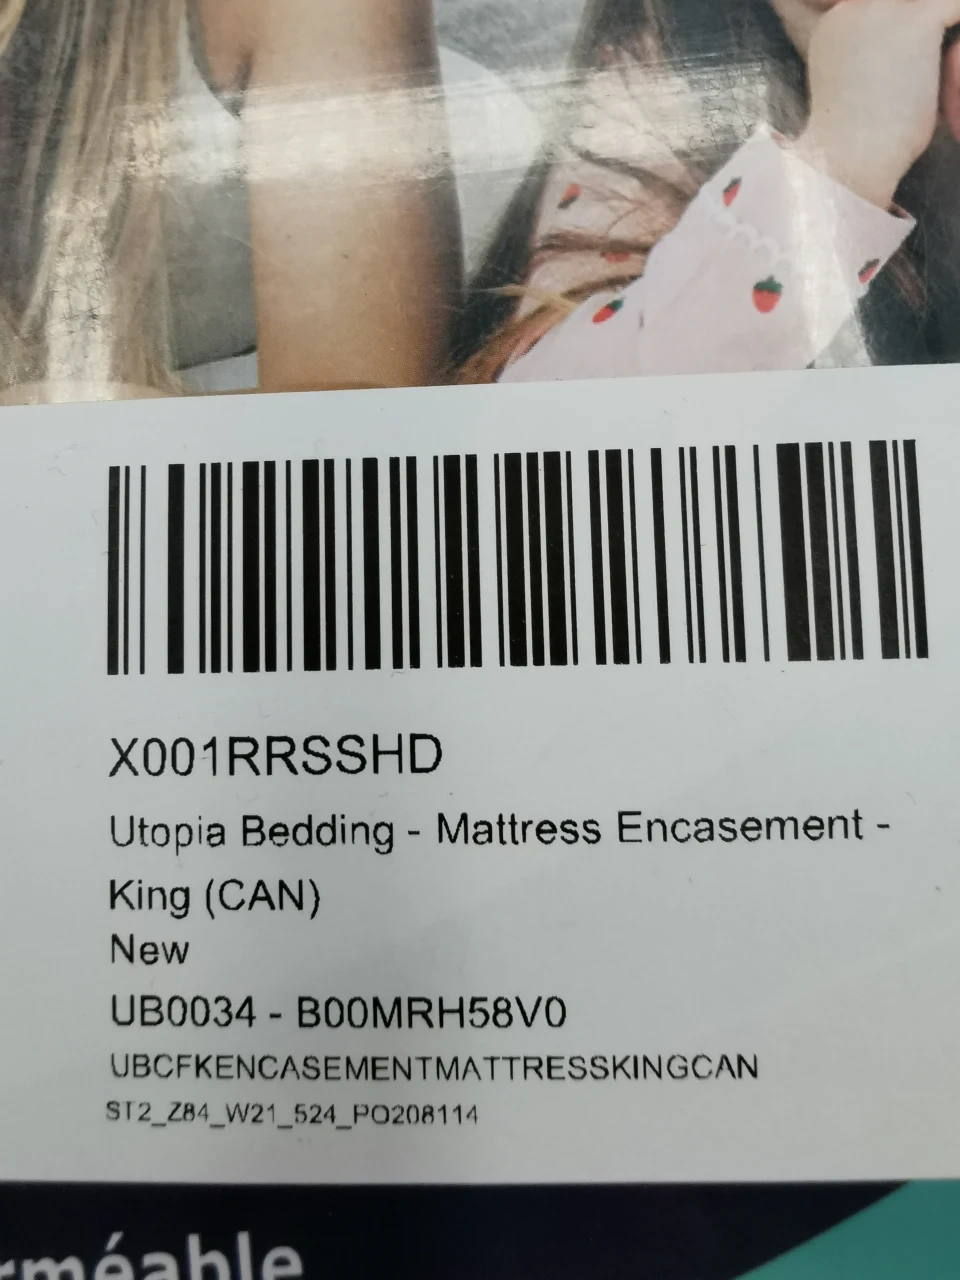 X001RRSSHD
Utopia Bedding - Mattress Encasement -
King (CAN)
New
UB0034 - B00MRH58V0
UBCFKENCASEMENTMATTRESSKINGCAN
ST2_Z84_W21_524_PO208114